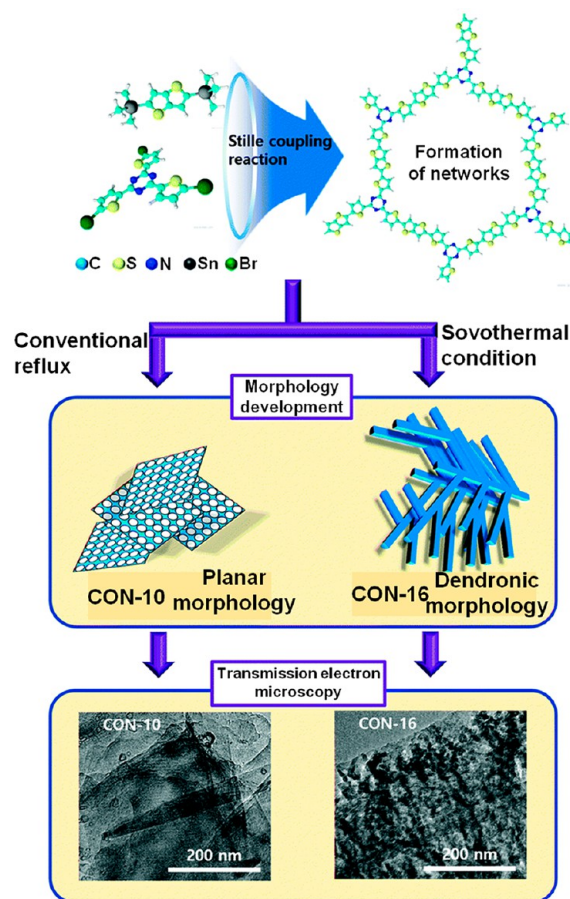 Stille coupling
reaction
Formation
of networks
C S N Sn Br
Conventional
reflux
Sovothermal
condition
Morphology
development
CON-10
Planar
morphology
CON-16
Dendronic
morphology
Transmission electron
microscopy
CON-10
200 nm
CON-16
200 nm